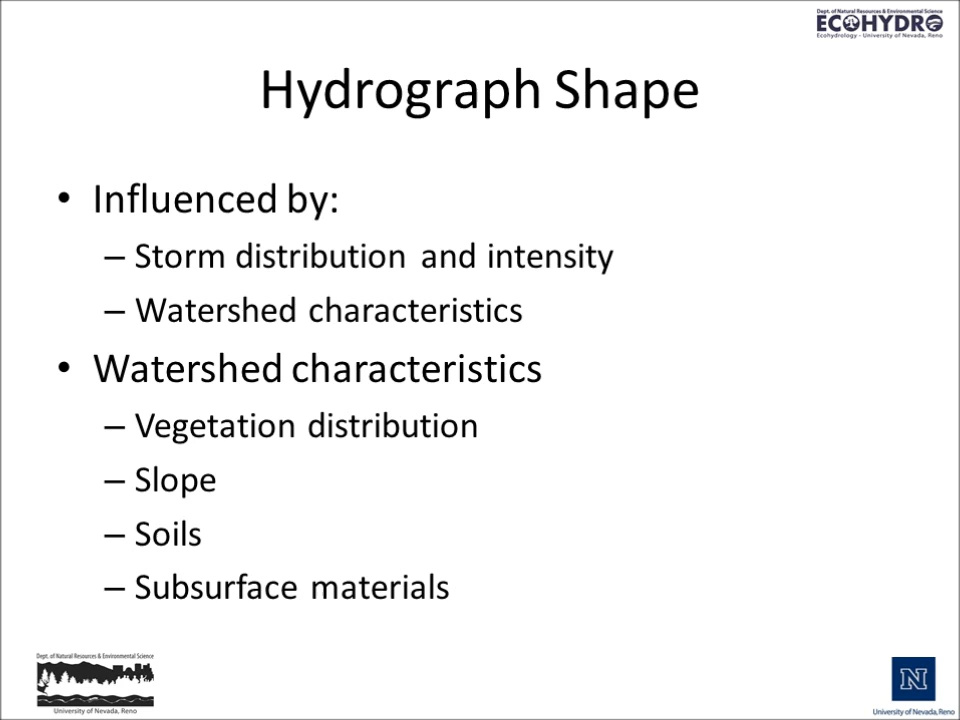 Dept. of Natural Resources & Environmental Science
ECOHYDRO
Ecohydrology - University of Nevada, Reno
Hydrograph Shape
• Influenced by:
– Storm distribution and intensity
– Watershed characteristics
• Watershed characteristics
– Vegetation distribution
– Slope
– Soils
– Subsurface materials
Dept. of Natural Resources & Environmental Science
University of Nevada, Reno
N
University of Nevada, Reno